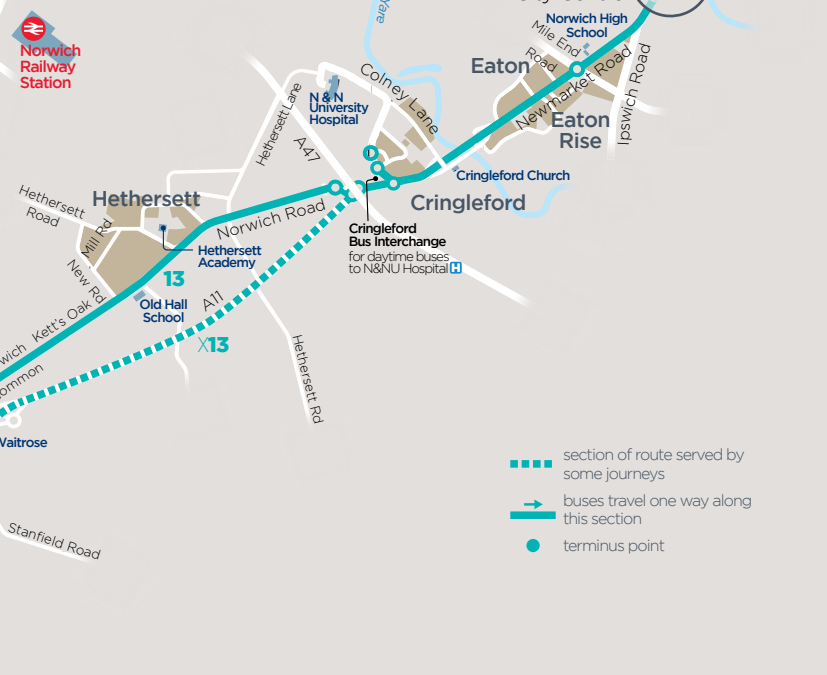 Norwich High
School
Mile End
Road
Norwich
Railway
Station
Yare
Eaton
Colney Lane
Newmarket Road
Ipswich Road
Eaton
Rise
N & N
University
Hospital
Hethersett Lane
A47
Cringleford Church
Cringleford
Hethersett
Hethersett
Road
Mill Rd
Norwich Road
Cringleford
Bus Interchange
for daytime buses
to N&NU Hospital H
Hethersett
Academy
New Rd
13
Old Hall
School
A11
Kett's Oak
X13
Hethersett Rd
Waitrose
section of route served by
some journeys
buses travel one way along
this section
terminus point
Stanfield Road